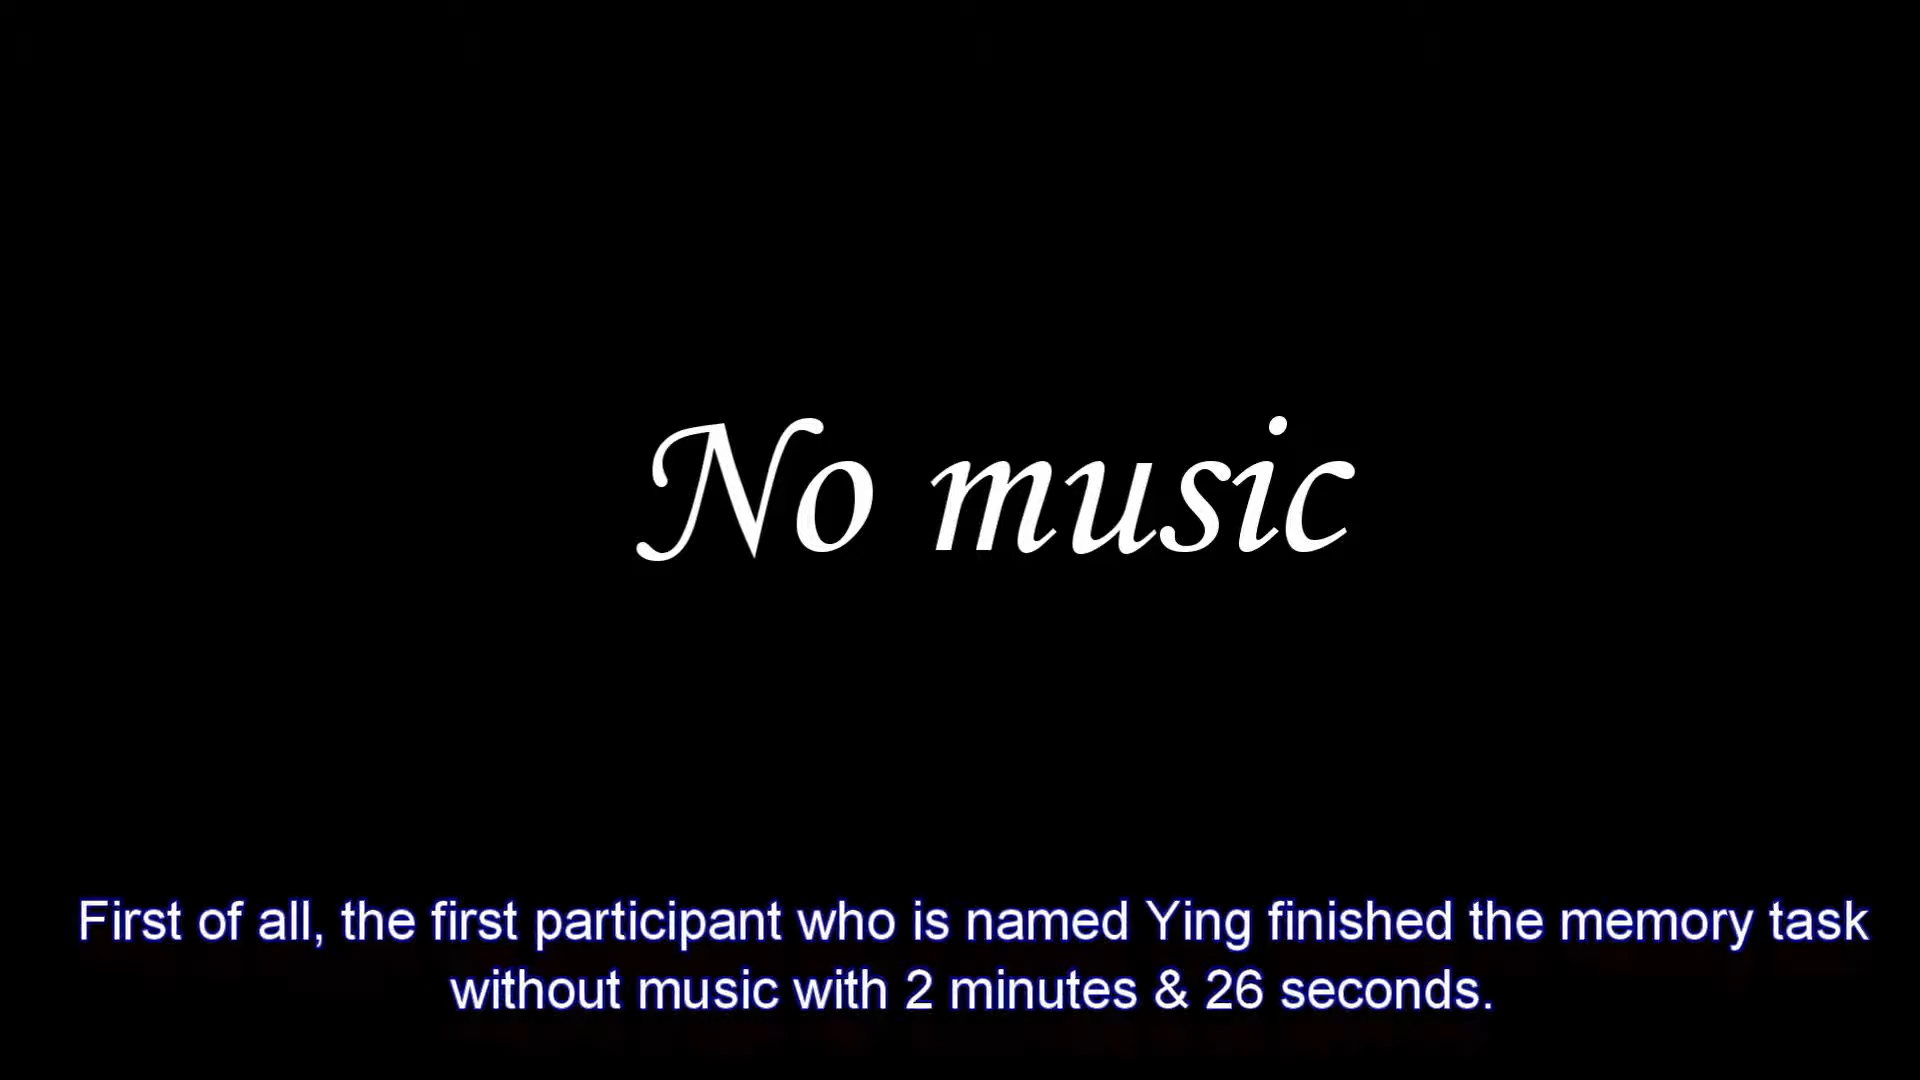 No music
First of all, the first participant who is named Ying finished the memory task
without music with 2 minutes & 26 seconds.